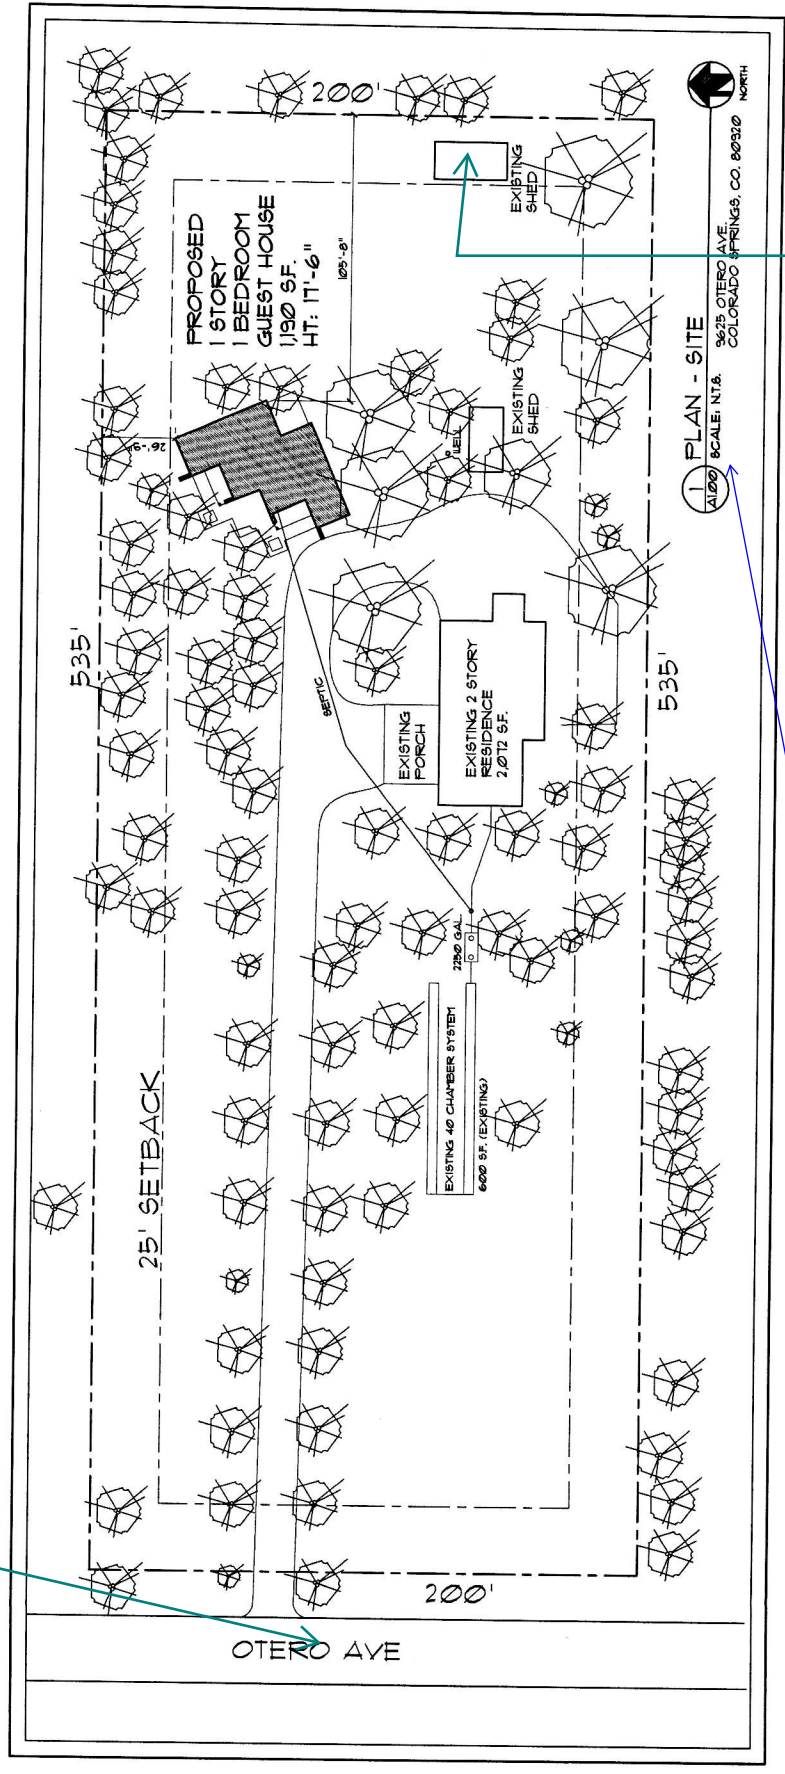 200'
EXISTING
SHED
PROPOSED
1 STORY
1 BEDROOM
GUEST HOUSE
1,190 S.F.
HT: 17'-6"
105'-8"
26'-9"
WELL
EXISTING
SHED
535'
SEPTIC
EXISTING
PORCH
EXISTING 2 STORY
RESIDENCE
2,072 S.F.
535'
2250 GAL.
EXISTING 40 CHAMBER SYSTEM
600 S.F. (EXISTING)
25' SETBACK
200'
OTERO AVE
NORTH
1
A1.00
PLAN - SITE
SCALE: N.T.S.
9625 OTERO AVE.
COLORADO SPRINGS, CO. 80920